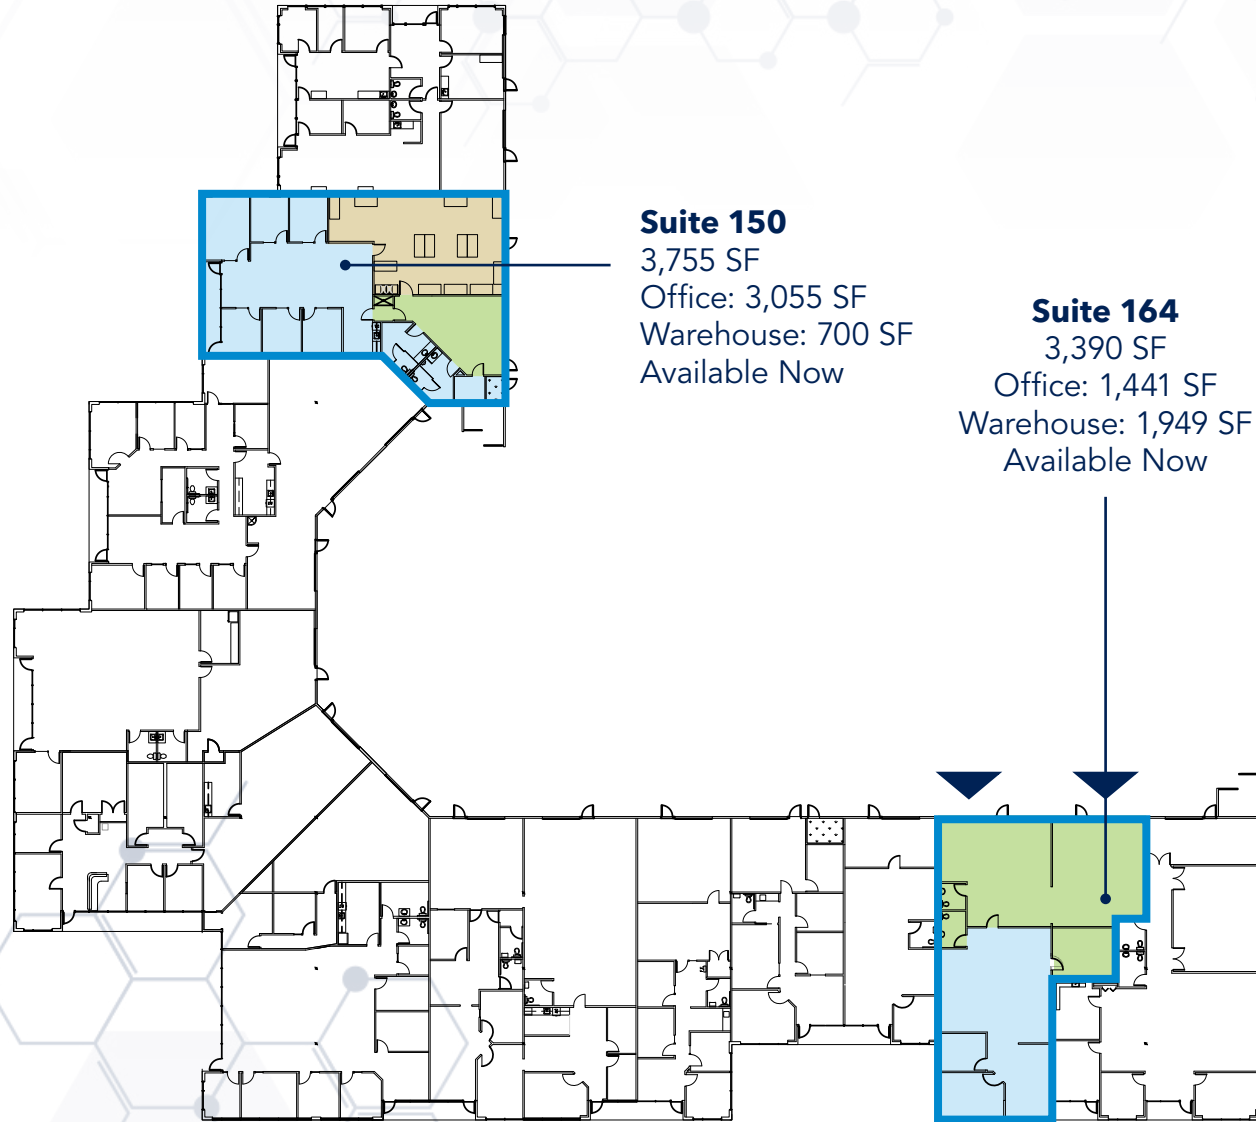 Suite 150
3,755 SF
Office: 3,055 SF
Warehouse: 700 SF
Available Now
Suite 164
3,390 SF
Office: 1,441 SF
Warehouse: 1,949 SF
Available Now